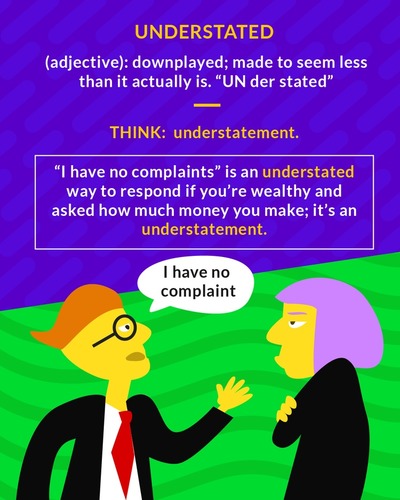 UNDERSTATED
(adjective): downplayed; made to seem less
than it actually is. “UN der stated”
THINK: understatement.
“I have no complaints” is an understated
way to respond if you’re wealthy and
asked how much money you make; it’s an
understatement.
I have no
complaint